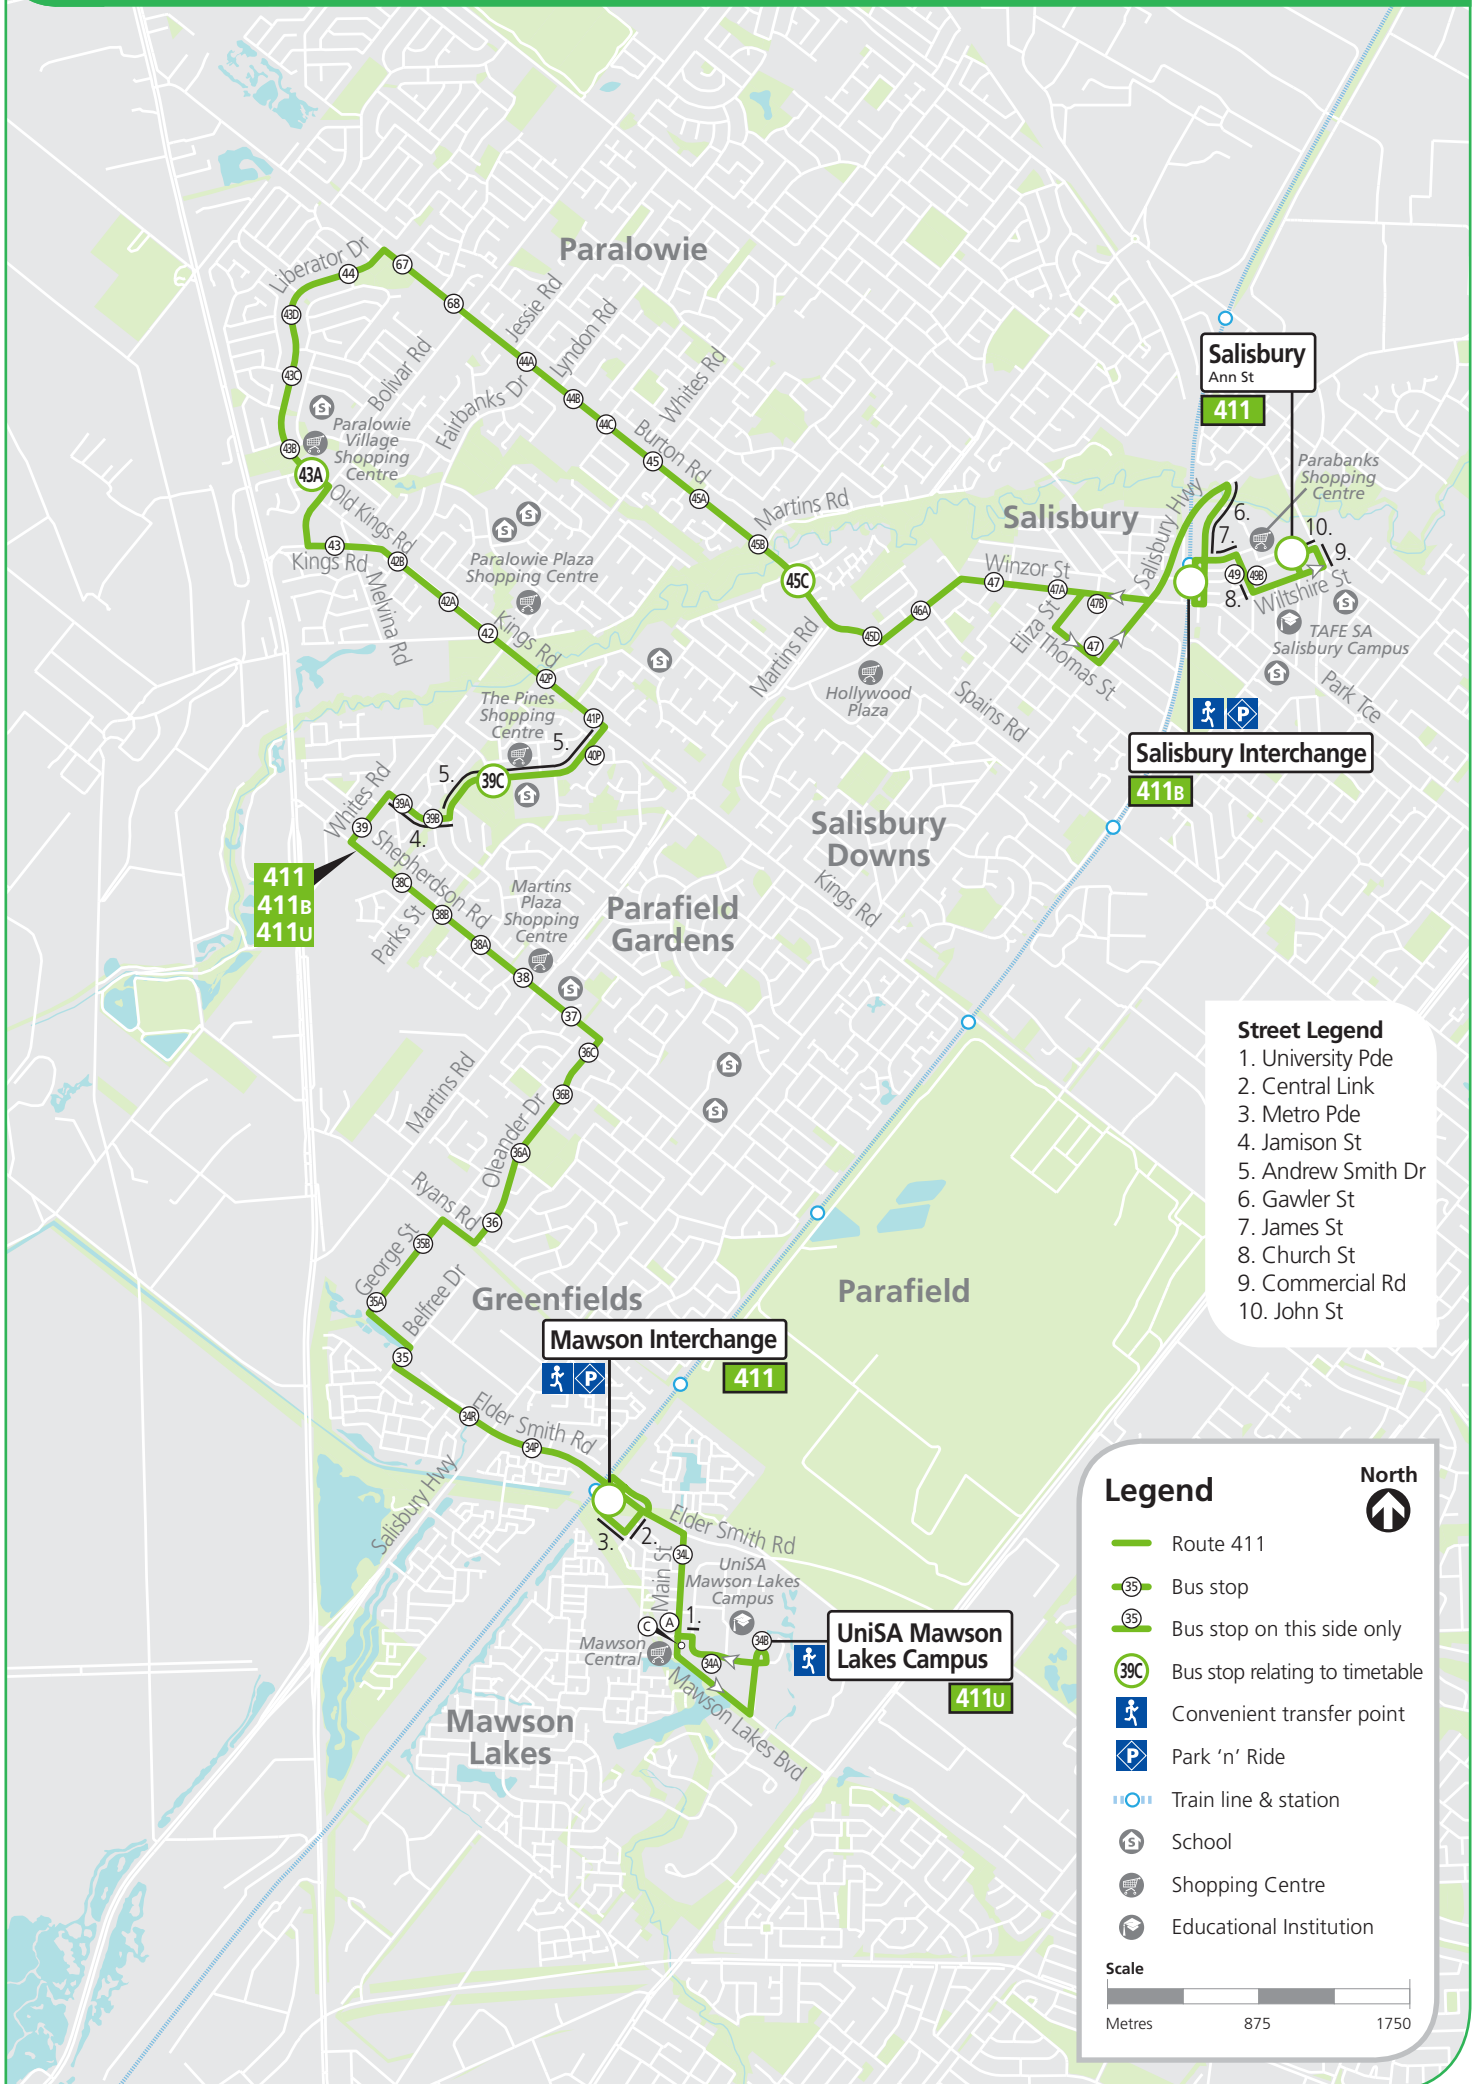 Paralowie
Liberator Dr
44
67
68
43D
43C
Jessie Rd
Lyndon Rd
44A
Bolivar Rd
Fairbanks Dr
44B
44C
Whites Rd
Burton Rd
45
45A
45B
Martins Rd
45C
Paralowie
Village
Shopping
Centre
43B
43A
Old Kings Rd
43
Kings Rd
42B
Melvina Rd
42A
42
Kings Rd
42P
41P
40P
Paralowie Plaza
Shopping Centre
The Pines
Shopping
Centre
5.
5.
39C
39B
39A
4.
39
Whites Rd
Shepherdson Rd
411
411B
411U
38C
38B
38A
38
37
Parks St
Martins
Plaza
Shopping
Centre
Parafield
Gardens
Salisbury
Ann St
411
Parabanks
Shopping
Centre
Salisbury
Salisbury Hwy
6.
7.
8.
9.
10.
49
49B
Wiltshire St
TAFE SA
Salisbury Campus
Park Tce
Winzor St
47
47A
47B
47
Eliza St
Thomas St
46A
45D
Martins Rd
Hollywood
Plaza
Spains Rd
P
Salisbury Interchange
411B
Salisbury
Downs
Kings Rd
36C
36B
36A
36
Oleander Dr
Martins Rd
Ryans Rd
35B
George St
35A
Belfree Dr
35
Greenfields
Parafield
Mawson Interchange
P
411
34R
34P
Elder Smith Rd
Salisbury Hwy
3.
2.
Elder Smith Rd
34L
Main St
UniSA
Mawson Lakes
Campus
C
A
1.
34B
34A
Mawson
Central
UniSA Mawson
Lakes Campus
411U
Mawson Lakes Bvd
Mawson
Lakes
Street Legend
1. University Pde
2. Central Link
3. Metro Pde
4. Jamison St
5. Andrew Smith Dr
6. Gawler St
7. James St
8. Church St
9. Commercial Rd
10. John St
Legend
North
Route 411
35 Bus stop
35 Bus stop on this side only
39C Bus stop relating to timetable
Convenient transfer point
P Park ‘n’ Ride
Train line & station
S School
Shopping Centre
Educational Institution
Scale
Metres 875 1750